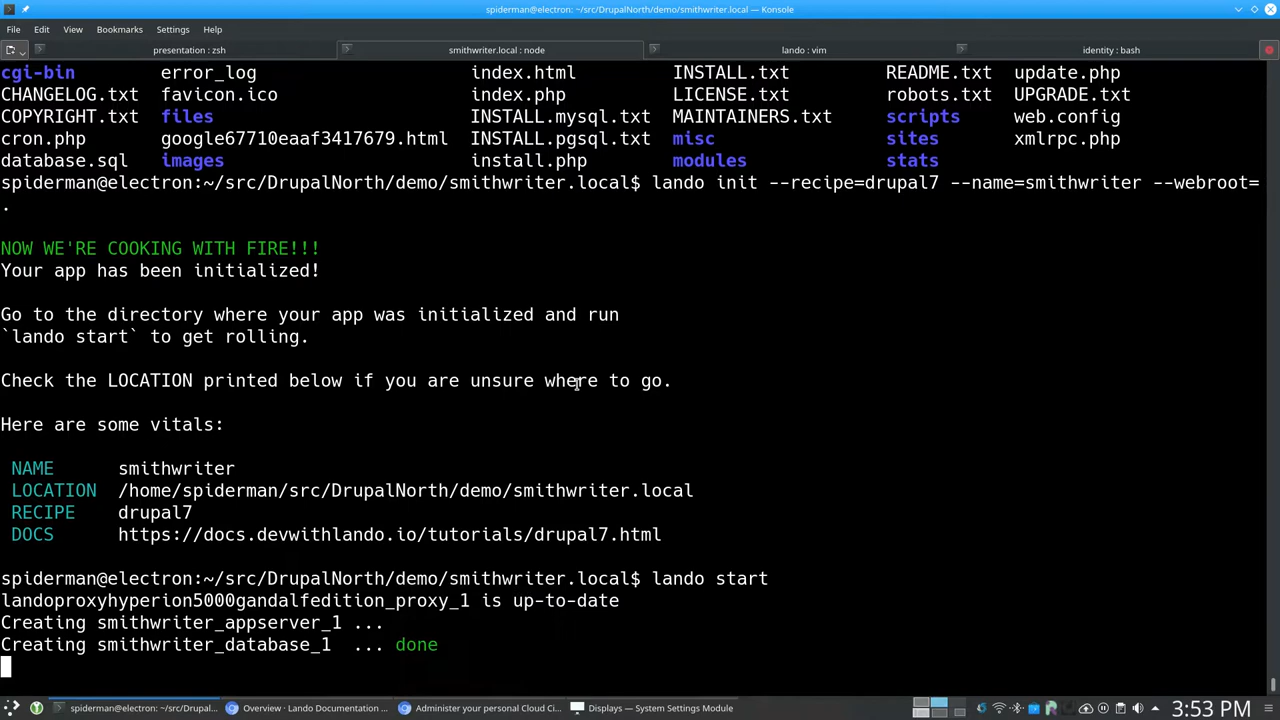 spiderman@electron:~/src/DrupalNorth/demo/smithwriter.local — Konsole
File Edit View Bookmarks Settings Help
presentation : zsh smithwriter.local : node lando : vim identity : bash
cgi-bin error_log index.html INSTALL.txt README.txt update.php
CHANGELOG.txt favicon.ico index.php LICENSE.txt robots.txt UPGRADE.txt
COPYRIGHT.txt files INSTALL.mysql.txt MAINTAINERS.txt scripts web.config
cron.php google67710eaaf3417679.html INSTALL.pgsql.txt misc sites xmlrpc.php
database.sql images install.php modules stats
spiderman@electron:~/src/DrupalNorth/demo/smithwriter.local$ lando init --recipe=drupal7 --name=smithwriter --webroot=
.
NOW WE'RE COOKING WITH FIRE!!!
Your app has been initialized!
Go to the directory where your app was initialized and run
`lando start` to get rolling.
Check the LOCATION printed below if you are unsure where to go.
Here are some vitals:
NAME smithwriter
LOCATION /home/spiderman/src/DrupalNorth/demo/smithwriter.local
RECIPE drupal7
DOCS https://docs.devwithlando.io/tutorials/drupal7.html
spiderman@electron:~/src/DrupalNorth/demo/smithwriter.local$ lando start
landoproxyhyperion5000gandalfedition_proxy_1 is up-to-date
Creating smithwriter_appserver_1 ...
Creating smithwriter_database_1 ... done
spiderman@electron:~/src/Drupal... Overview · Lando Documentation ... Administer your personal Cloud Ci... Displays — System Settings Module 3:53 PM